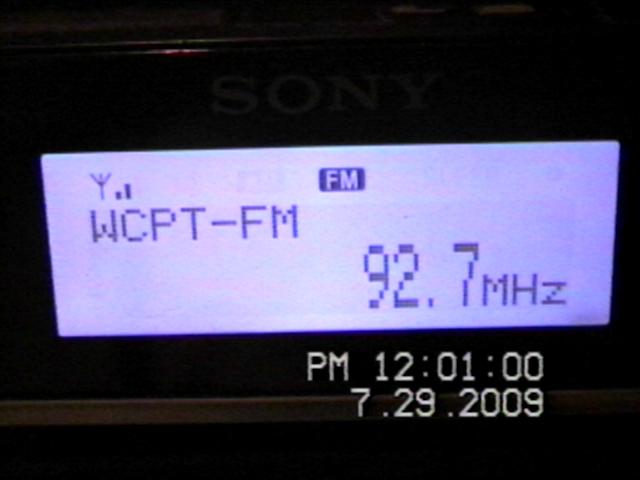 SONY
FM
WCPT-FM
92.7MHz
PM 12:01:00
7.29.2009